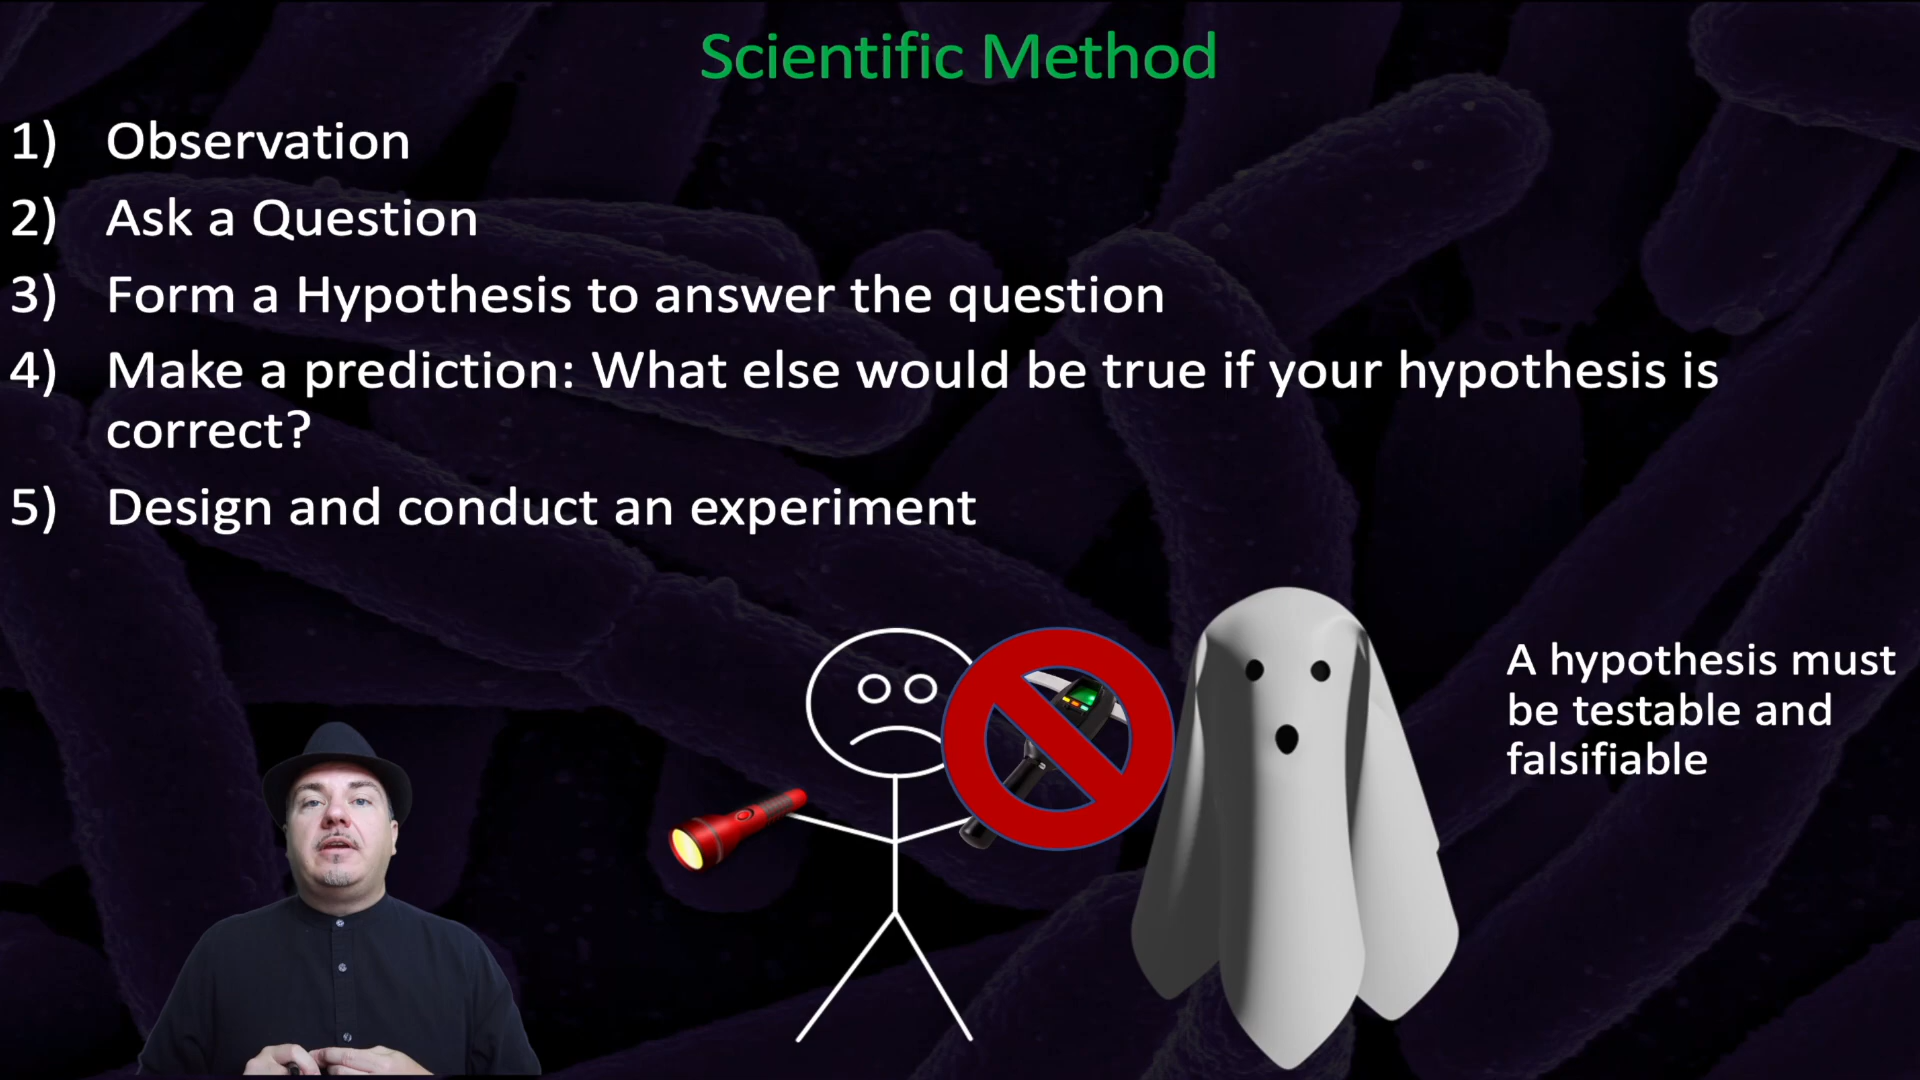 Scientific Method
1) Observation
2) Ask a Question
3) Form a Hypothesis to answer the question
4) Make a prediction: What else would be true if your hypothesis is
correct?
5) Design and conduct an experiment
A hypothesis must
be testable and
falsifiable